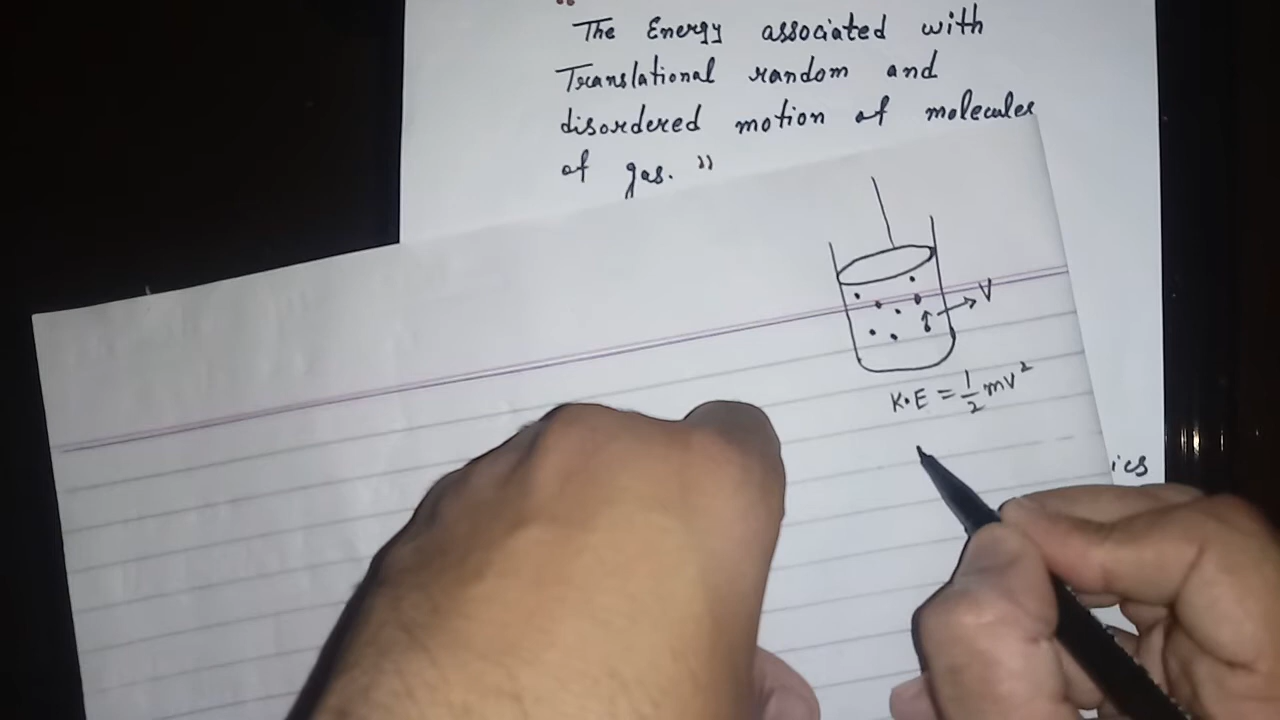 "The Energy associated with
Translational random and
disordered motion of molecules
of gas."
V
K.E = 1/2 mV²
ics